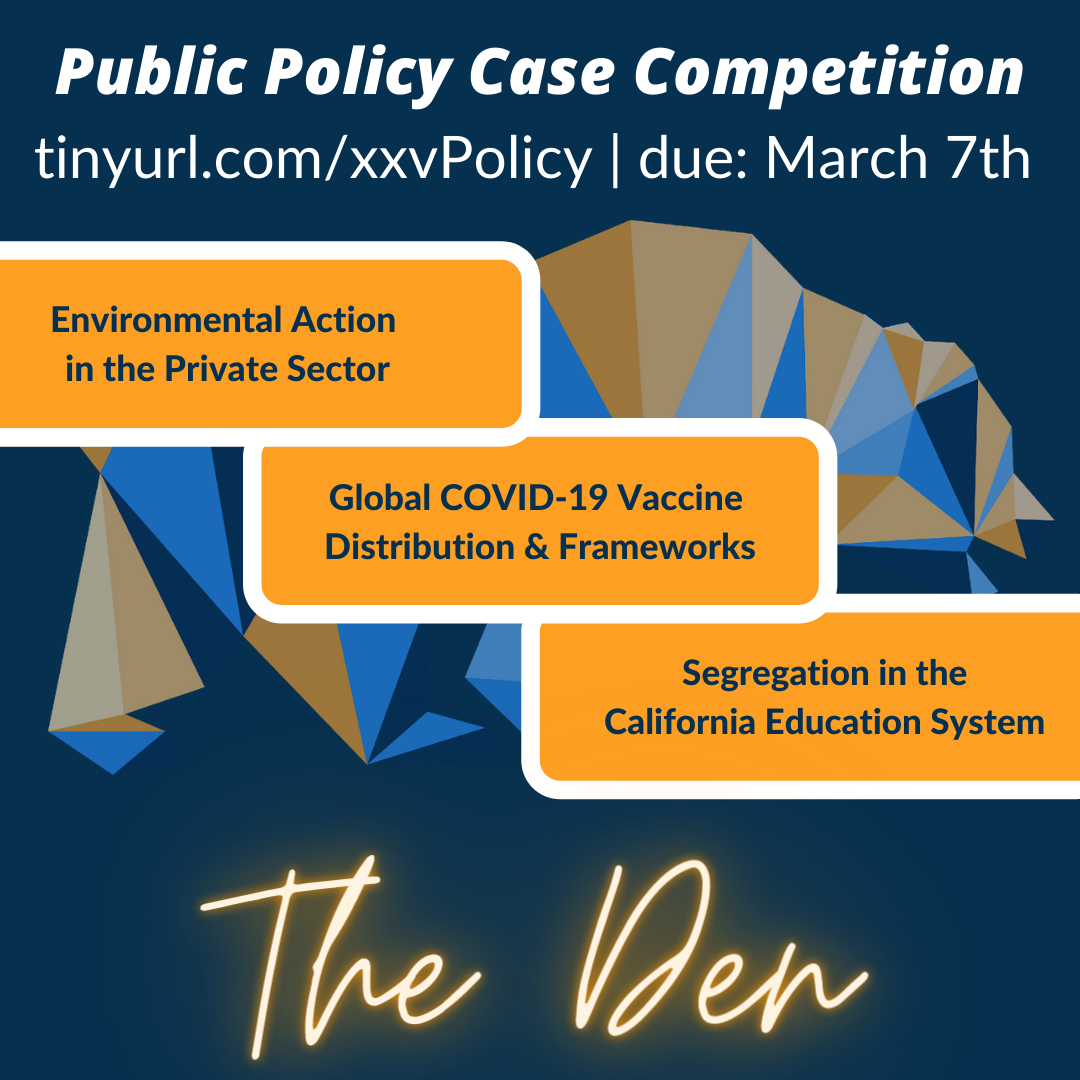 Public Policy Case Competition
tinyurl.com/xxvPolicy | due: March 7th
Environmental Action
in the Private Sector
Global COVID-19 Vaccine
Distribution & Frameworks
Segregation in the
California Education System
The Den